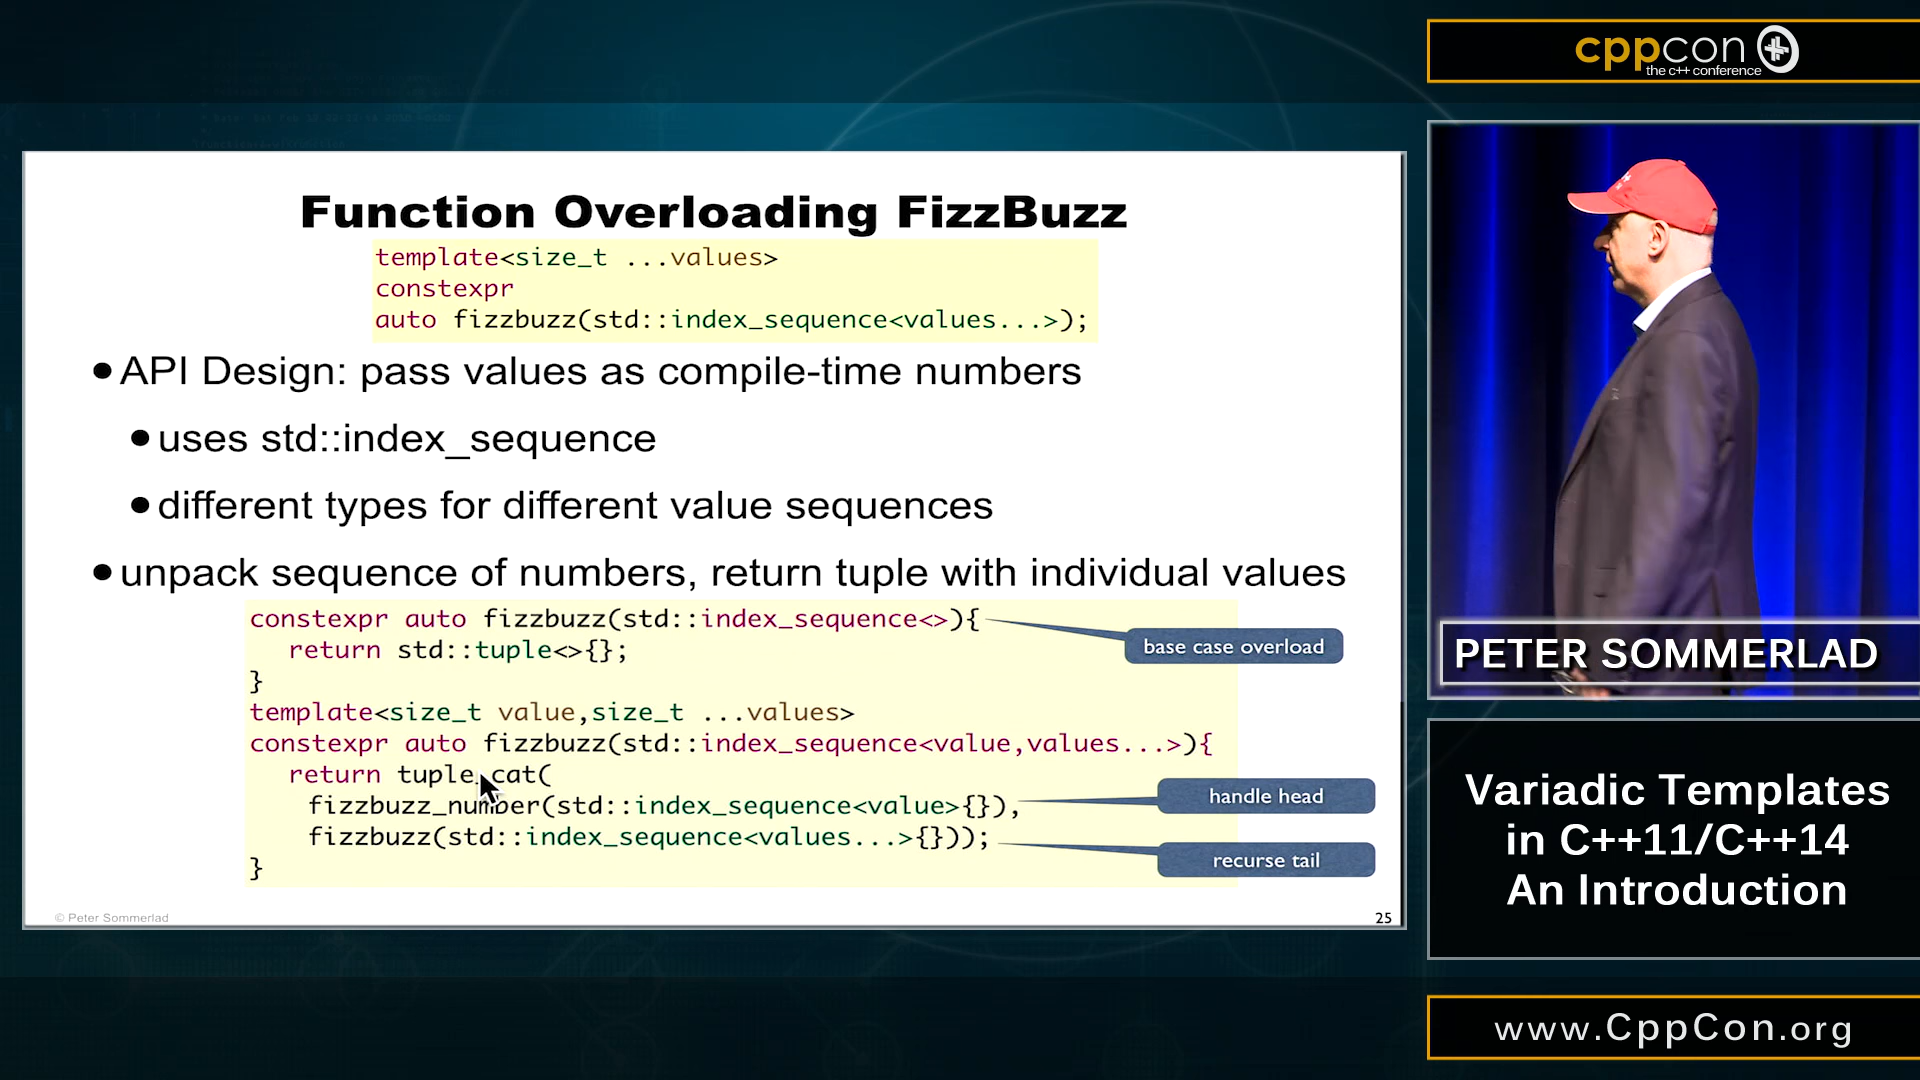 Function Overloading FizzBuzz
template<size_t ...values>
constexpr
auto fizzbuzz(std::index_sequence<values...>);
•API Design: pass values as compile-time numbers
•uses std::index_sequence
•different types for different value sequences
•unpack sequence of numbers, return tuple with individual values
constexpr auto fizzbuzz(std::index_sequence<>){
return std::tuple<>{};
}
base case overload
template<size_t value,size_t ...values>
constexpr auto fizzbuzz(std::index_sequence<value,values...>){
return tuple_cat(
fizzbuzz_number(std::index_sequence<value>{}),
handle head
fizzbuzz(std::index_sequence<values...>{}));
recurse tail
}
© Peter Sommerlad
25
cppcon
the c++ conference
PETER SOMMERLAD
Variadic Templates
in C++11/C++14
An Introduction
www.CppCon.org